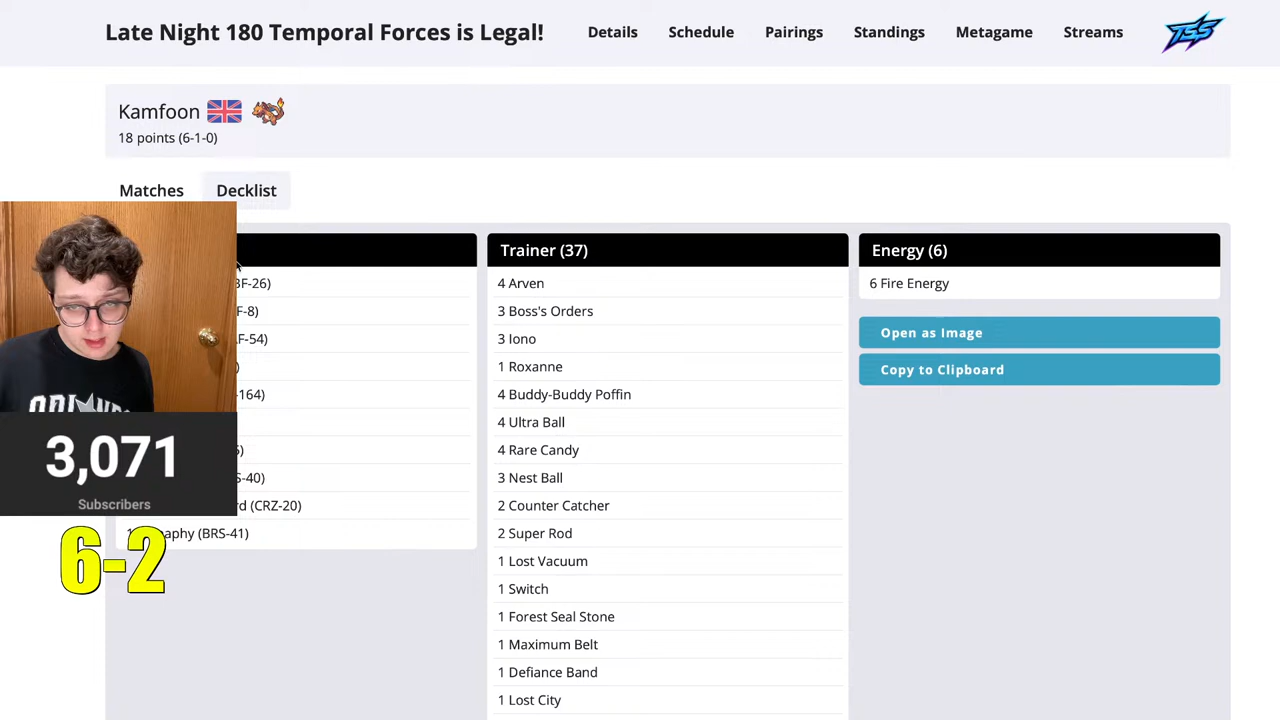 Late Night 180 Temporal Forces is Legal!
Details
Schedule
Pairings
Standings
Metagame
Streams
TSS
Kamfoon
18 points (6-1-0)
Matches
Decklist
F-26)
F-8)
F-54)
)
-164)
)
S-40)
rd (CRZ-20)
1 aphy (BRS-41)
Trainer (37)
4 Arven
3 Boss's Orders
3 Iono
1 Roxanne
4 Buddy-Buddy Poffin
4 Ultra Ball
4 Rare Candy
3 Nest Ball
2 Counter Catcher
2 Super Rod
1 Lost Vacuum
1 Switch
1 Forest Seal Stone
1 Maximum Belt
1 Defiance Band
1 Lost City
Energy (6)
6 Fire Energy
Open as Image
Copy to Clipboard
3,071
Subscribers
6-2